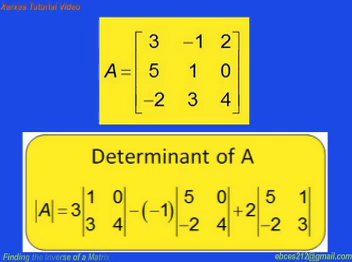 Xerxes Tutorial Video
A = [ 3 −1 2
5 1 0
−2 3 4 ]
Determinant of A
|A| = 3 |1 0| −(−1) |5 0| +2 |5 1|
|3 4| |−2 4| |−2 3|
Finding the inverse of a Matrix
ebces212@gmail.com